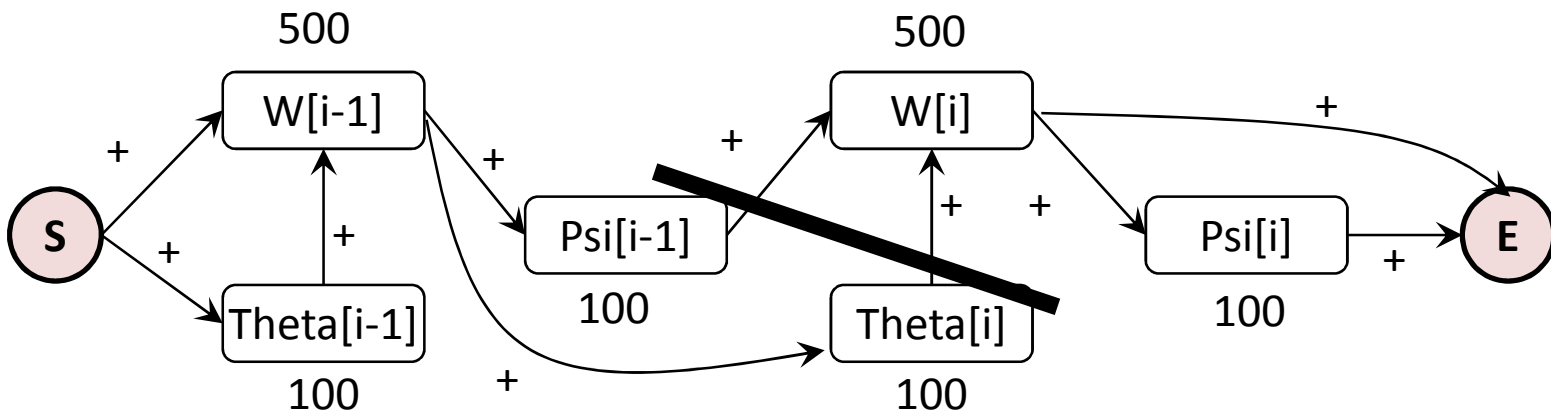 500
500
W[i-1]
W[i]
+
+
+
+
S
Psi[i-1]
Psi[i]
E
+
+
+
+
+
100
100
Theta[i-1]
Theta[i]
+
100
100